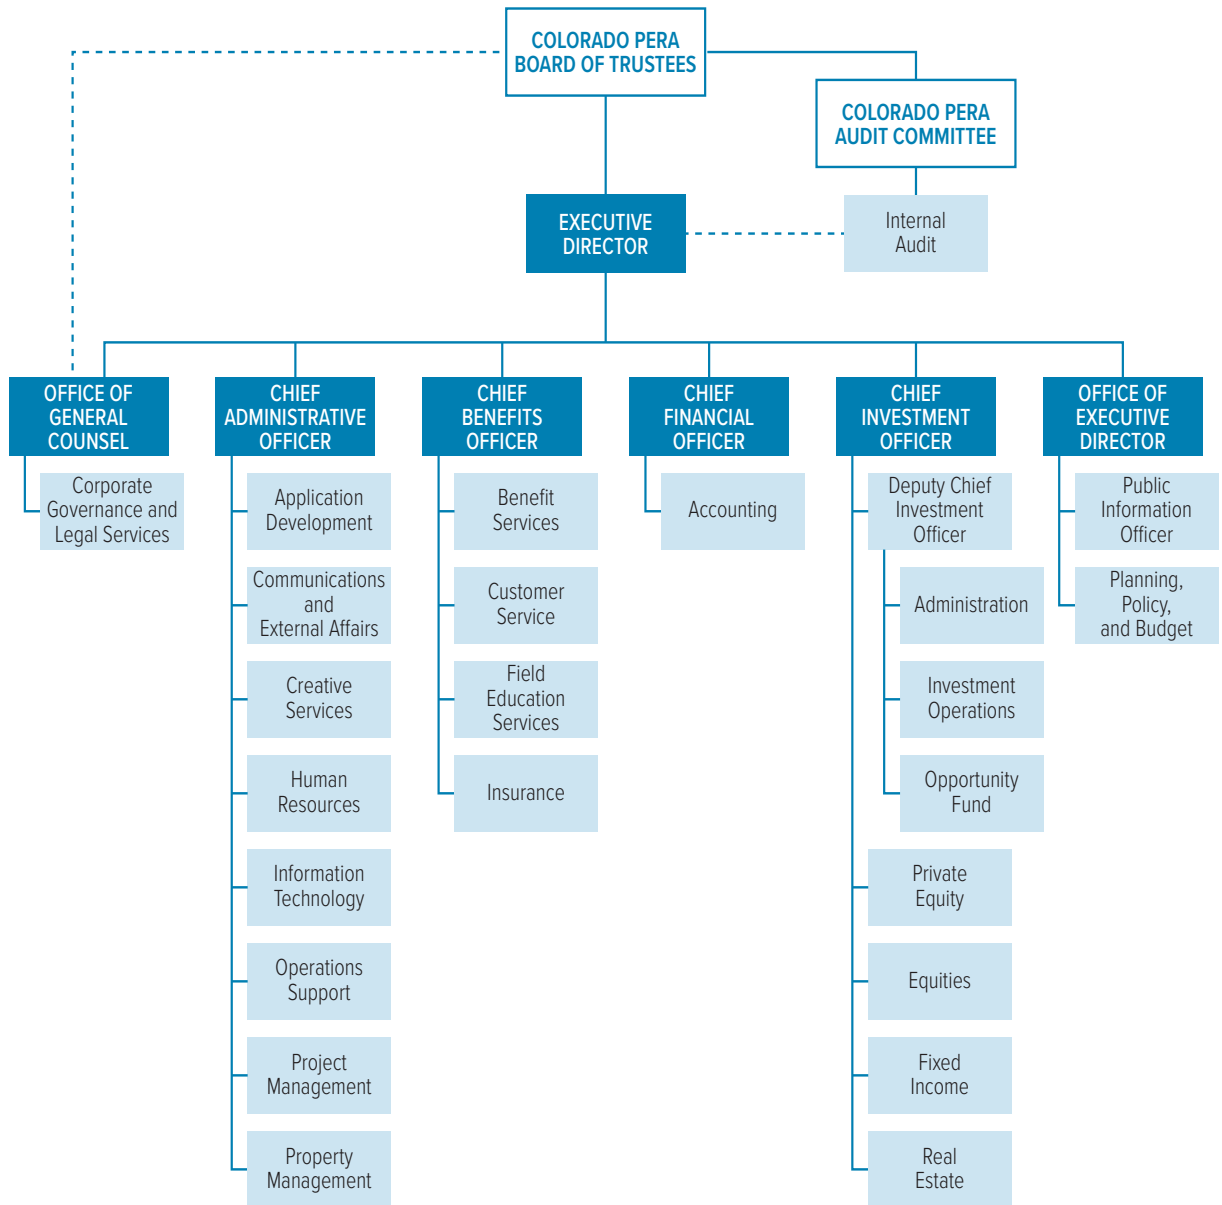 COLORADO PERA
BOARD OF TRUSTEES
COLORADO PERA
AUDIT COMMITTEE
EXECUTIVE
DIRECTOR
Internal
Audit
OFFICE OF
GENERAL
COUNSEL
Corporate
Governance and
Legal Services
CHIEF
ADMINISTRATIVE
OFFICER
Application
Development
Communications
and
External Affairs
Creative
Services
Human
Resources
Information
Technology
Operations
Support
Project
Management
Property
Management
CHIEF
BENEFITS
OFFICER
Benefit
Services
Customer
Service
Field
Education
Services
Insurance
CHIEF
FINANCIAL
OFFICER
Accounting
CHIEF
INVESTMENT
OFFICER
Deputy Chief
Investment
Officer
Administration
Investment
Operations
Opportunity
Fund
Private
Equity
Equities
Fixed
Income
Real
Estate
OFFICE OF
EXECUTIVE
DIRECTOR
Public
Information
Officer
Planning,
Policy,
and Budget